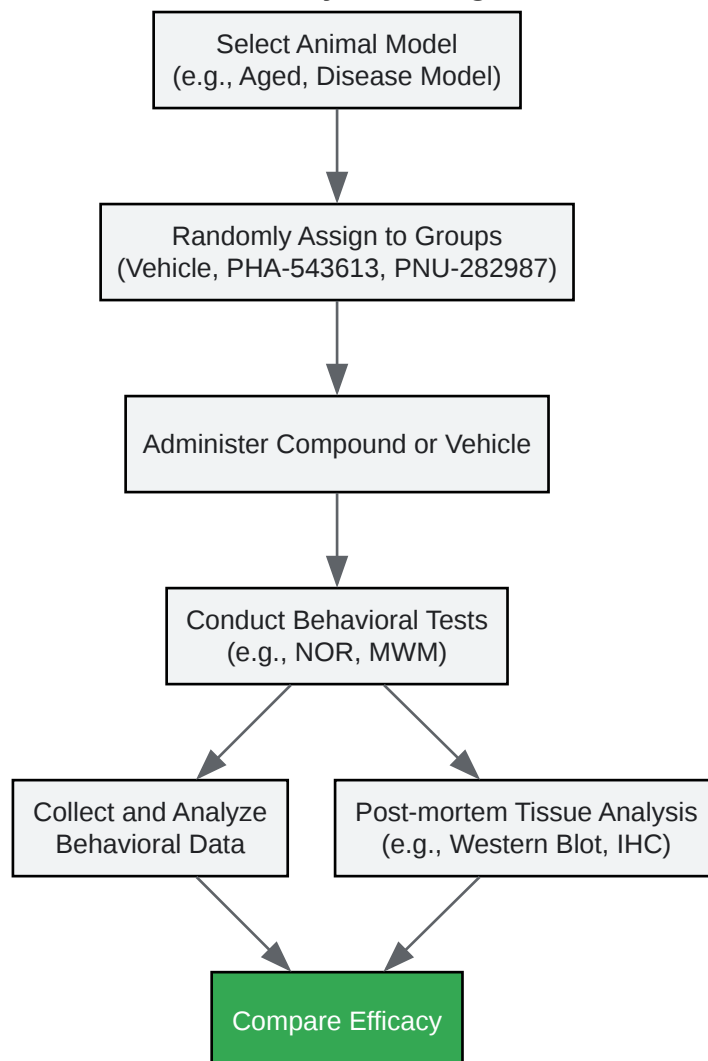 Select Animal Model
(e.g., Aged, Disease Model)
Randomly Assign to Groups
(Vehicle, PHA-543613, PNU-282987)
Administer Compound or Vehicle
Conduct Behavioral Tests
(e.g., NOR, MWM)
Collect and Analyze
Behavioral Data
Post-mortem Tissue Analysis
(e.g., Western Blot, IHC)
Compare Efficacy